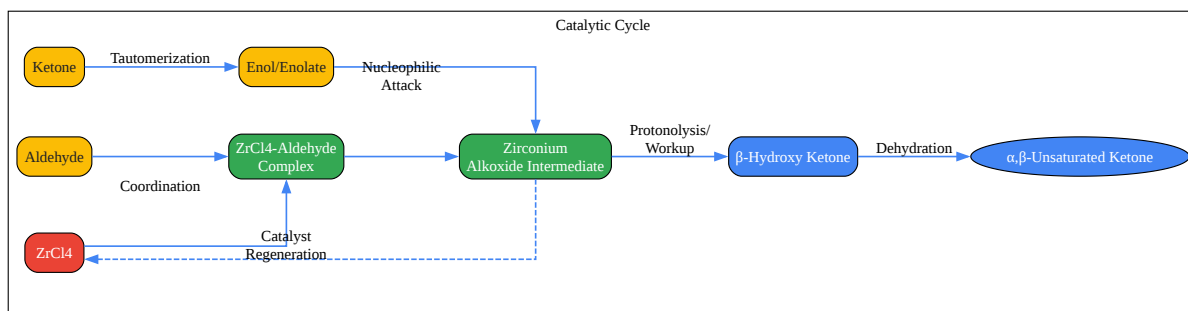 Catalytic Cycle
Ketone
Tautomerization
Enol/Enolate
Nucleophilic
Attack
Aldehyde
Coordination
ZrCl4-Aldehyde
Complex
Zirconium
Alkoxide Intermediate
Protonolysis/
Workup
β-Hydroxy Ketone
Dehydration
α,β-Unsaturated Ketone
ZrCl4
Catalyst
Regeneration